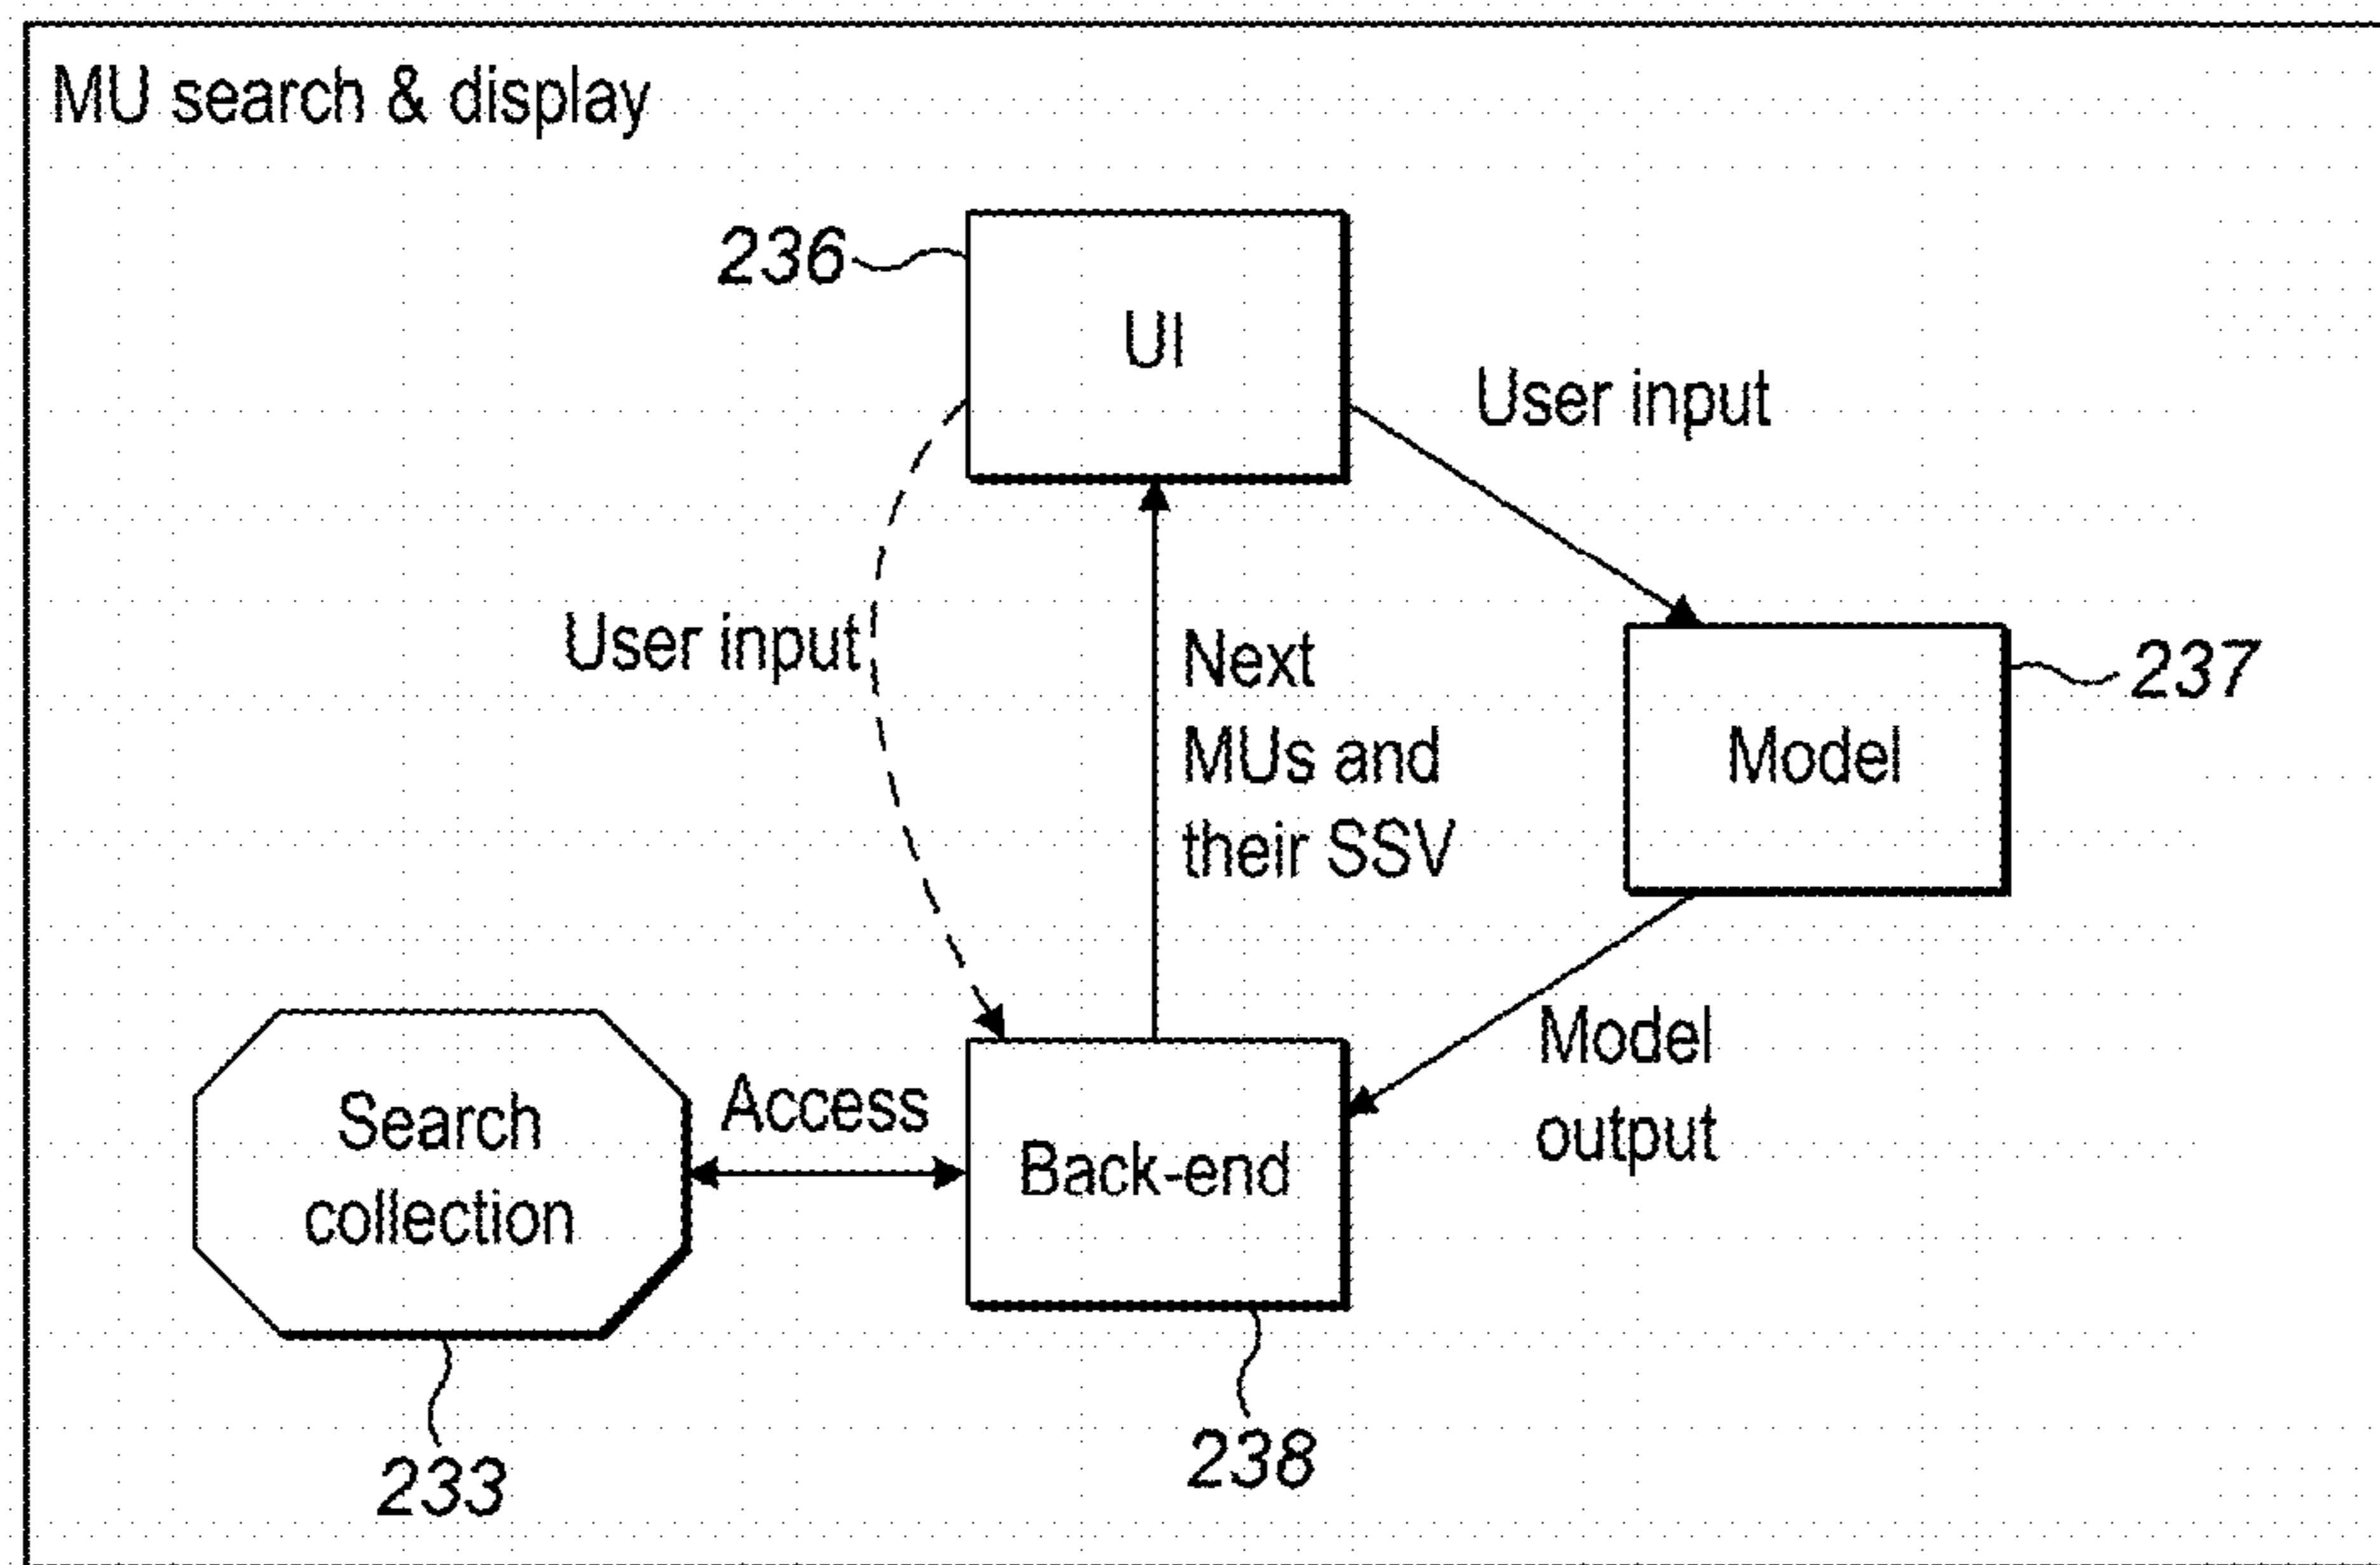 MU search & display
236
UI
User input
User input
Next
MUs and
their SSV
Model
237
Search
collection
Access
Back-end
Model
output
233
238